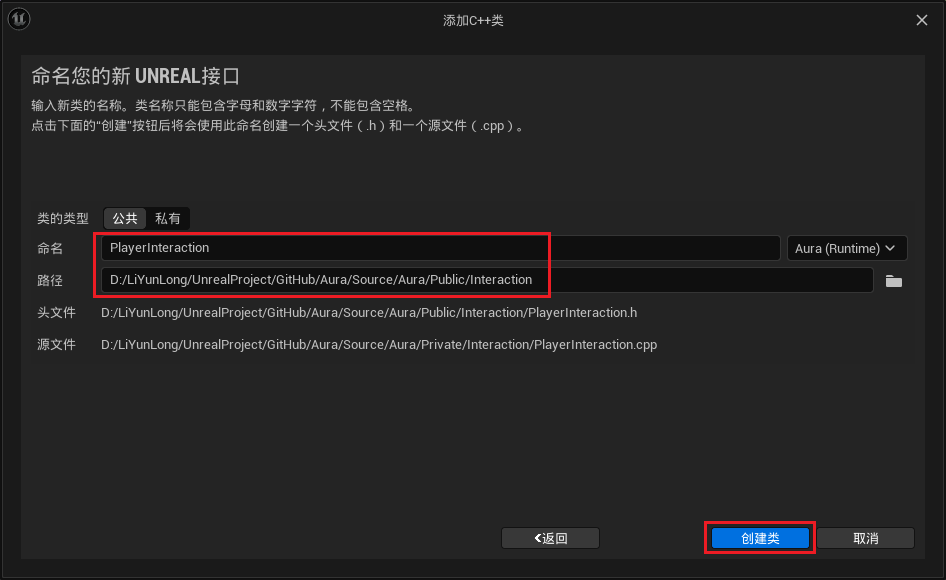 添加C++类
命名您的新 UNREAL接口
输入新类的名称。类名称只能包含字母和数字字符，不能包含空格。
点击下面的“创建”按钮后将会使用此命名创建一个头文件（.h）和一个源文件（.cpp）。
类的类型 公共 私有
命名 PlayerInteraction Aura (Runtime)
路径 D:/LiYunLong/UnrealProject/GitHub/Aura/Source/Aura/Public/Interaction
头文件 D:/LiYunLong/UnrealProject/GitHub/Aura/Source/Aura/Public/Interaction/PlayerInteraction.h
源文件 D:/LiYunLong/UnrealProject/GitHub/Aura/Source/Aura/Private/Interaction/PlayerInteraction.cpp
返回 创建类 取消